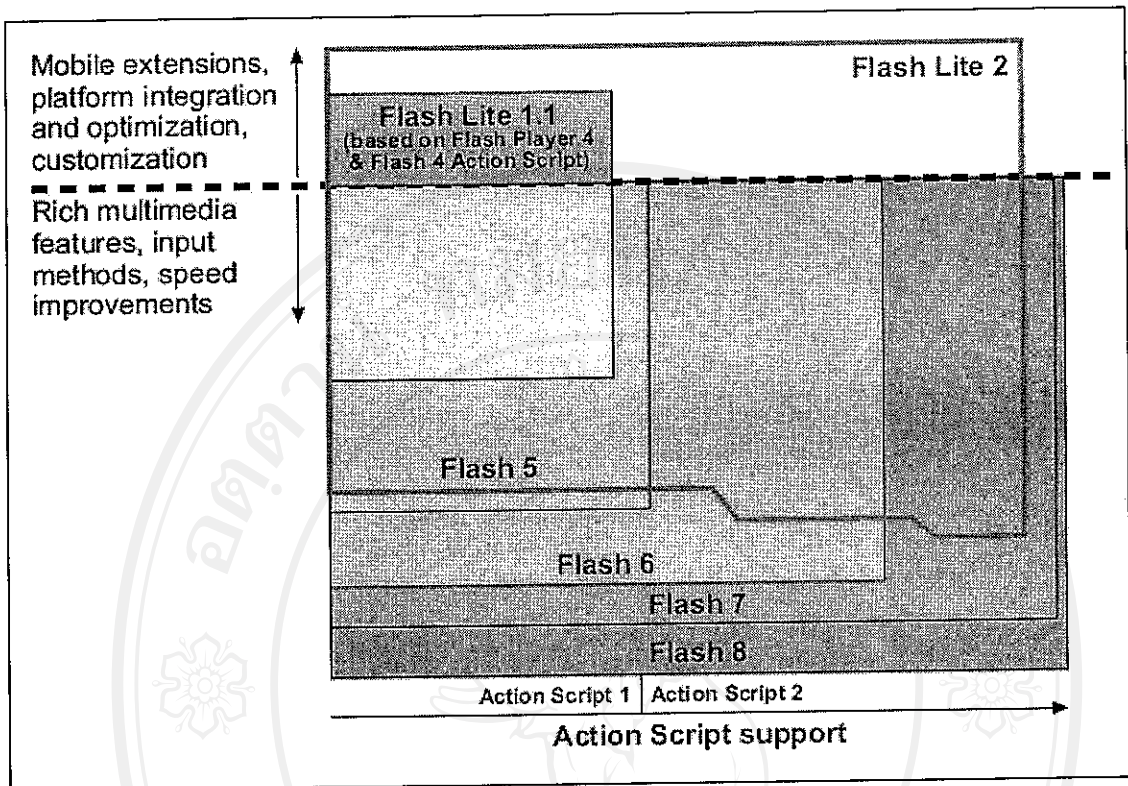 Mobile extensions,
platform integration
and optimization,
customization
Rich multimedia
features, input
methods, speed
improvements
Flash Lite 2
Flash Lite 1.1
(based on Flash Player 4
& Flash 4 Action Script)
Flash 5
Flash 6
Flash 7
Flash 8
Action Script 1
Action Script 2
Action Script support